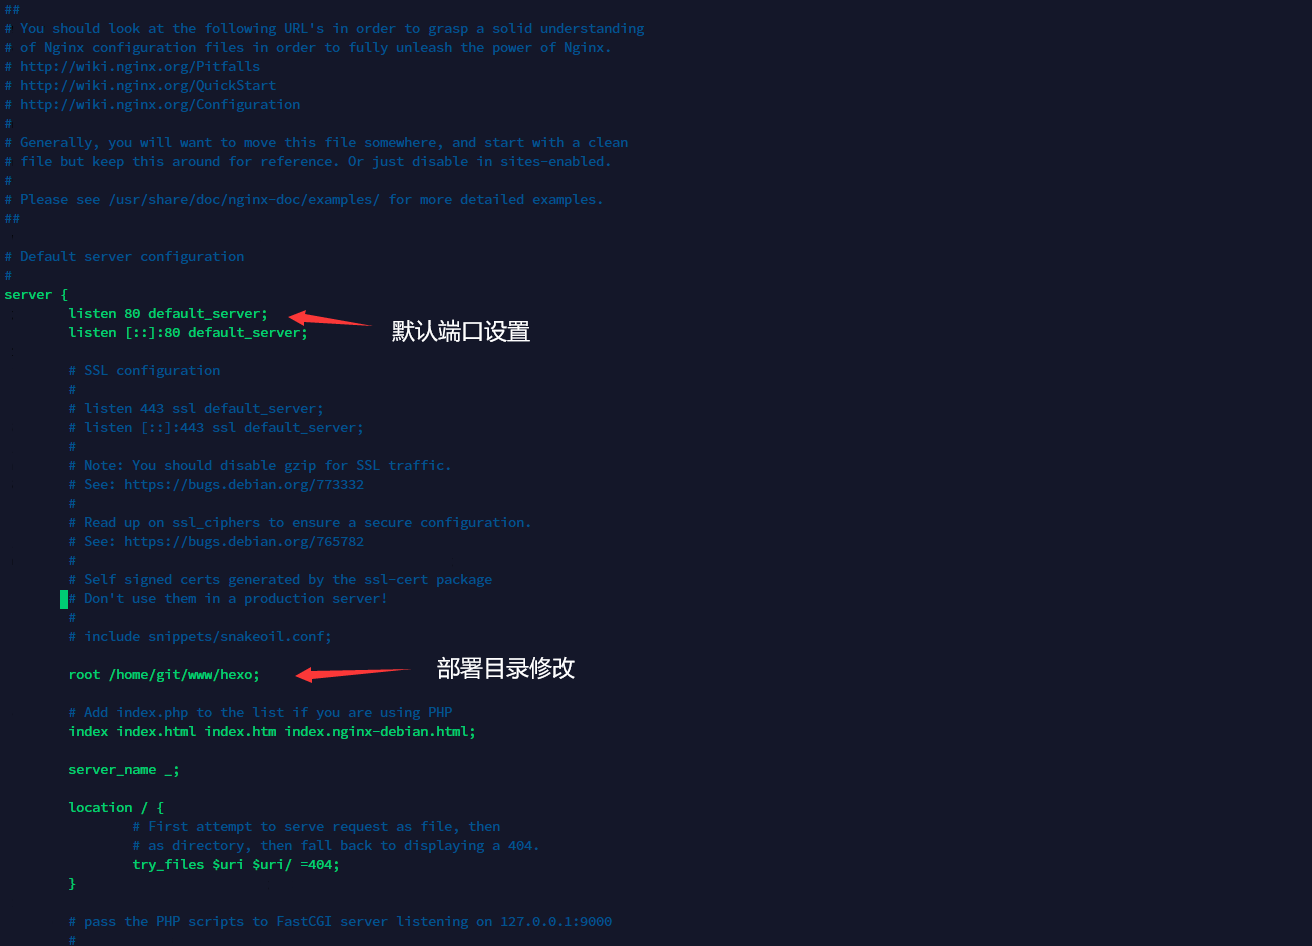 ##
# You should look at the following URL's in order to grasp a solid understanding
# of Nginx configuration files in order to fully unleash the power of Nginx.
# http://wiki.nginx.org/Pitfalls
# http://wiki.nginx.org/QuickStart
# http://wiki.nginx.org/Configuration
#
# Generally, you will want to move this file somewhere, and start with a clean
# file but keep this around for reference. Or just disable in sites-enabled.
#
# Please see /usr/share/doc/nginx-doc/examples/ for more detailed examples.
##
# Default server configuration
#
server {
listen 80 default_server;
listen [::]:80 default_server;
默认端口设置
# SSL configuration
#
# listen 443 ssl default_server;
# listen [::]:443 ssl default_server;
#
# Note: You should disable gzip for SSL traffic.
# See: https://bugs.debian.org/773332
#
# Read up on ssl_ciphers to ensure a secure configuration.
# See: https://bugs.debian.org/765782
#
# Self signed certs generated by the ssl-cert package
# Don't use them in a production server!
#
# include snippets/snakeoil.conf;
root /home/git/www/hexo;
部署目录修改
# Add index.php to the list if you are using PHP
index index.html index.htm index.nginx-debian.html;
server_name _;
location / {
# First attempt to serve request as file, then
# as directory, then fall back to displaying a 404.
try_files $uri $uri/ =404;
}
# pass the PHP scripts to FastCGI server listening on 127.0.0.1:9000
#